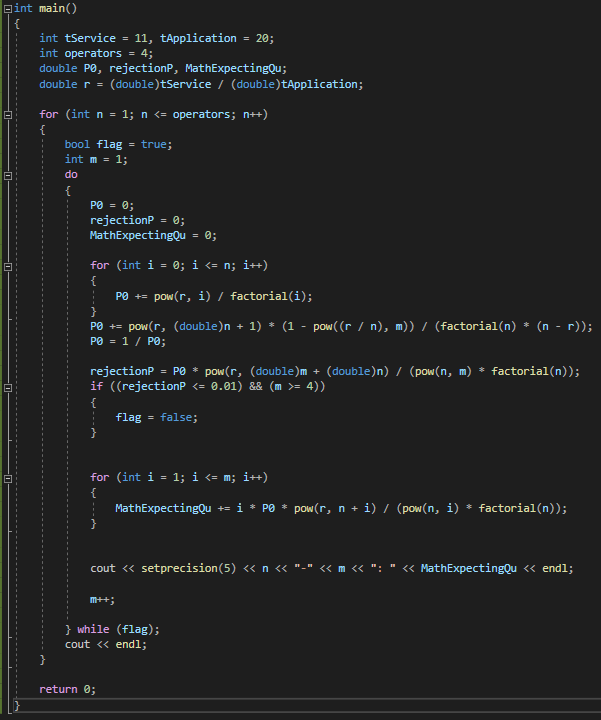 int main()
{
    int tService = 11, tApplication = 20;
    int operators = 4;
    double P0, rejectionP, MathExpectingQu;
    double r = (double)tService / (double)tApplication;

    for (int n = 1; n <= operators; n++)
    {
        bool flag = true;
        int m = 1;
        do
        {
            P0 = 0;
            rejectionP = 0;
            MathExpectingQu = 0;

            for (int i = 0; i <= n; i++)
            {
                P0 += pow(r, i) / factorial(i);
            }
            P0 += pow(r, (double)n + 1) * (1 - pow((r / n), m)) / (factorial(n) * (n - r));
            P0 = 1 / P0;

            rejectionP = P0 * pow(r, (double)m + (double)n) / (pow(n, m) * factorial(n));
            if ((rejectionP <= 0.01) && (m >= 4))
            {
                flag = false;
            }


            for (int i = 1; i <= m; i++)
            {
                MathExpectingQu += i * P0 * pow(r, n + i) / (pow(n, i) * factorial(n));
            }


            cout << setprecision(5) << n << "-" << m << ": " << MathExpectingQu << endl;

            m++;

        } while (flag);
        cout << endl;
    }

    return 0;
}